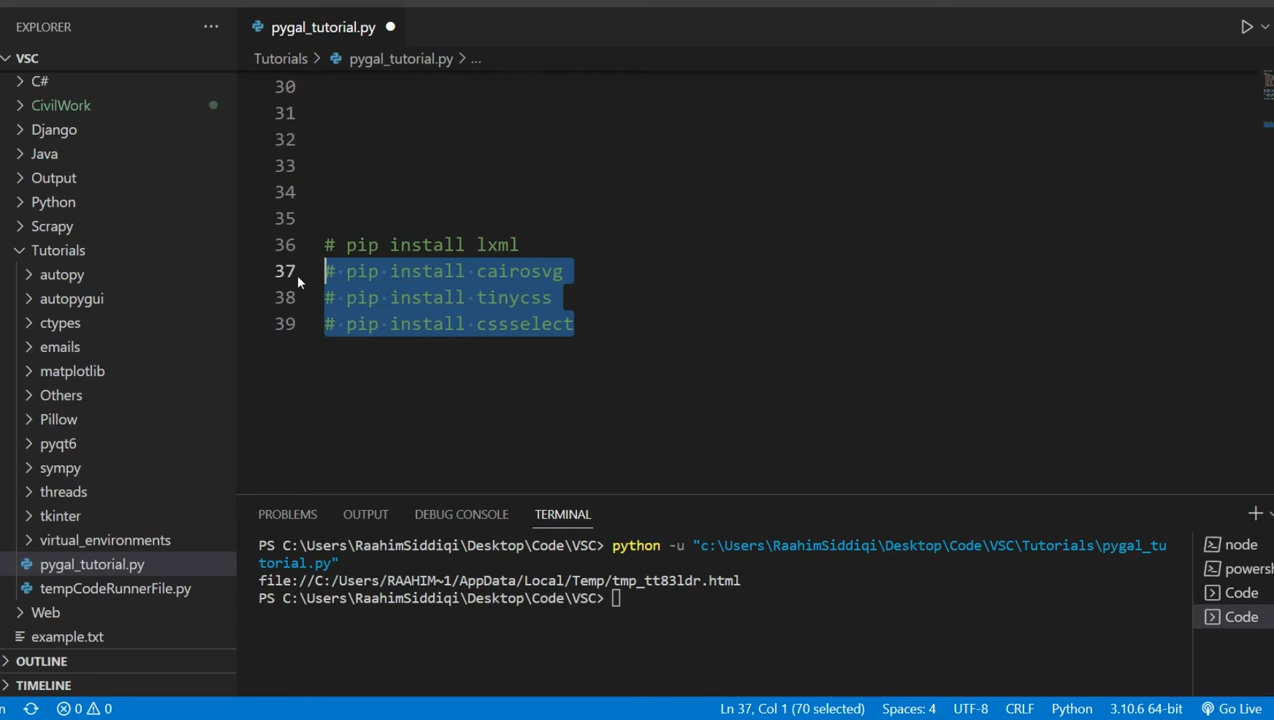 EXPLORER
pygal_tutorial.py
VSC
Tutorials > pygal_tutorial.py > ...
C#
CivilWork
Django
Java
Output
Python
Scrapy
Tutorials
autopy
autopygui
ctypes
emails
matplotlib
Others
Pillow
pyqt6
sympy
threads
tkinter
virtual_environments
pygal_tutorial.py
tempCodeRunnerFile.py
Web
example.txt
OUTLINE
TIMELINE
30
31
32
33
34
35
36 # pip install lxml
37 # pip install cairosvg
38 # pip install tinycss
39 # pip install cssselect
PROBLEMS OUTPUT DEBUG CONSOLE TERMINAL
PS C:\Users\RaahimSiddiqi\Desktop\Code\VSC> python -u "c:\Users\RaahimSiddiqi\Desktop\Code\VSC\Tutorials\pygal_tu
torial.py"
file://C:/Users/RAAHIM~1/AppData/Local/Temp/tmp_tt83ldr.html
PS C:\Users\RaahimSiddiqi\Desktop\Code\VSC>
node
powersh
Code
Code
0 0 Ln 37, Col 1 (70 selected) Spaces: 4 UTF-8 CRLF Python 3.10.6 64-bit Go Live